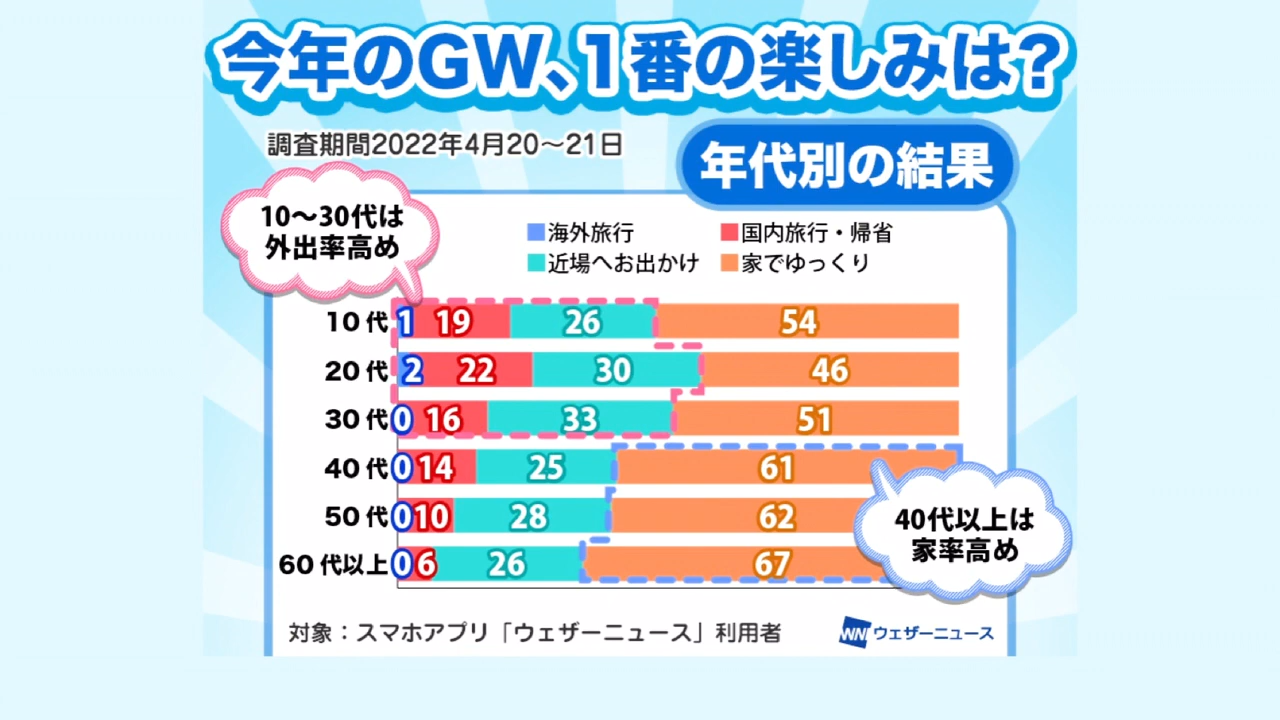 今年のGW、1番の楽しみは?
調査期間2022年4月20～21日
年代別の結果
10～30代は
外出率高め
海外旅行 国内旅行・帰省
近場へお出かけ 家でゆっくり
10代 1 19 26 54
20代 2 22 30 46
30代 0 16 33 51
40代 0 14 25 61
50代 0 10 28 62
60代以上 0 6 26 67
40代以上は
家率高め
対象：スマホアプリ「ウェザーニュース」利用者
WN ウェザーニュース